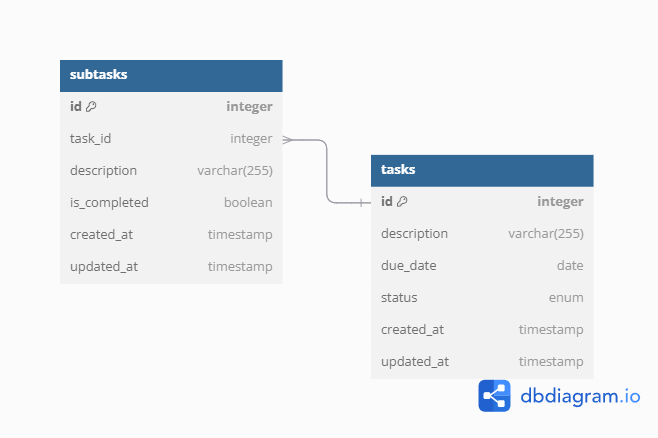 subtasks
id integer
task_id integer
description varchar(255)
is_completed boolean
created_at timestamp
updated_at timestamp
tasks
id integer
description varchar(255)
due_date date
status enum
created_at timestamp
updated_at timestamp
dbdiagram.io